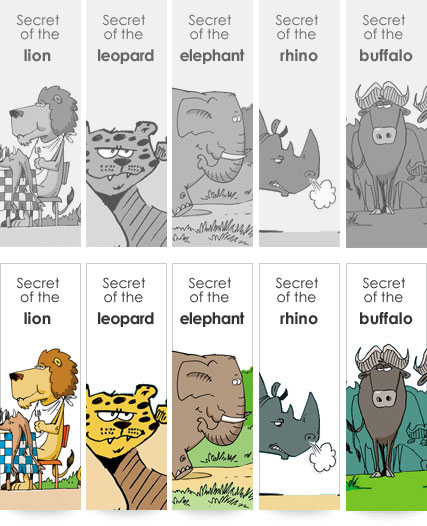 Secret
of the
lion
Secret
of the
leopard
Secret
of the
elephant
Secret
of the
rhino
Secret
of the
buffalo
Secret
of the
lion
Secret
of the
leopard
Secret
of the
elephant
Secret
of the
rhino
Secret
of the
buffalo